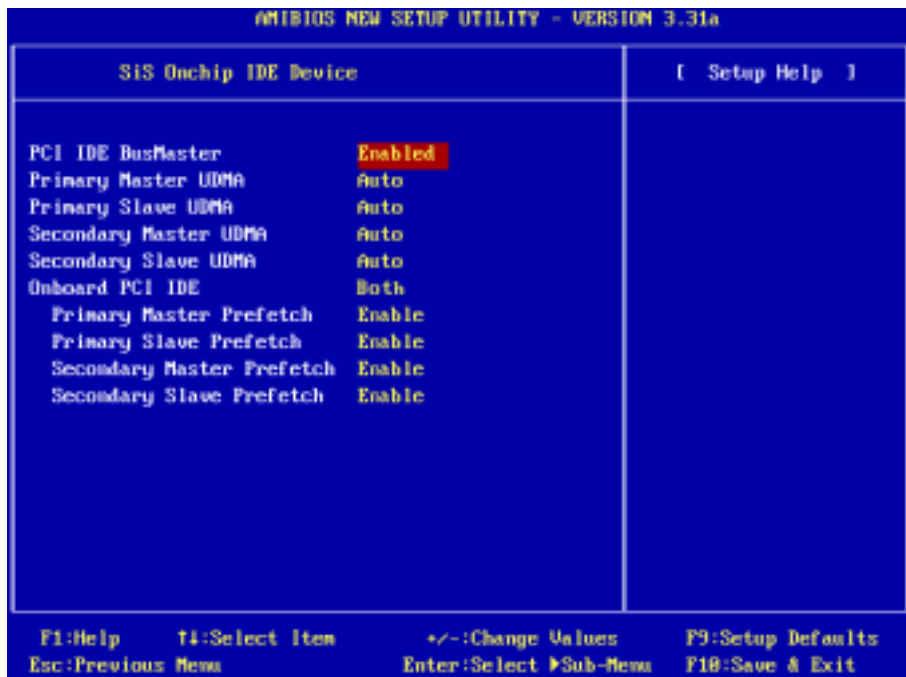 AMIBIOS NEW SETUP UTILITY - VERSION 3.31a
SiS Onchip IDE Device
[ Setup Help ]
PCI IDE BusMaster Enabled
Primary Master UDMA Auto
Primary Slave UDMA Auto
Secondary Master UDMA Auto
Secondary Slave UDMA Auto
Onboard PCI IDE Both
Primary Master Prefetch Enable
Primary Slave Prefetch Enable
Secondary Master Prefetch Enable
Secondary Slave Prefetch Enable
F1:Help ↑↓:Select Item +/-:Change Values F9:Setup Defaults
Esc:Previous Menu Enter:Select ▶Sub-Menu F10:Save & Exit